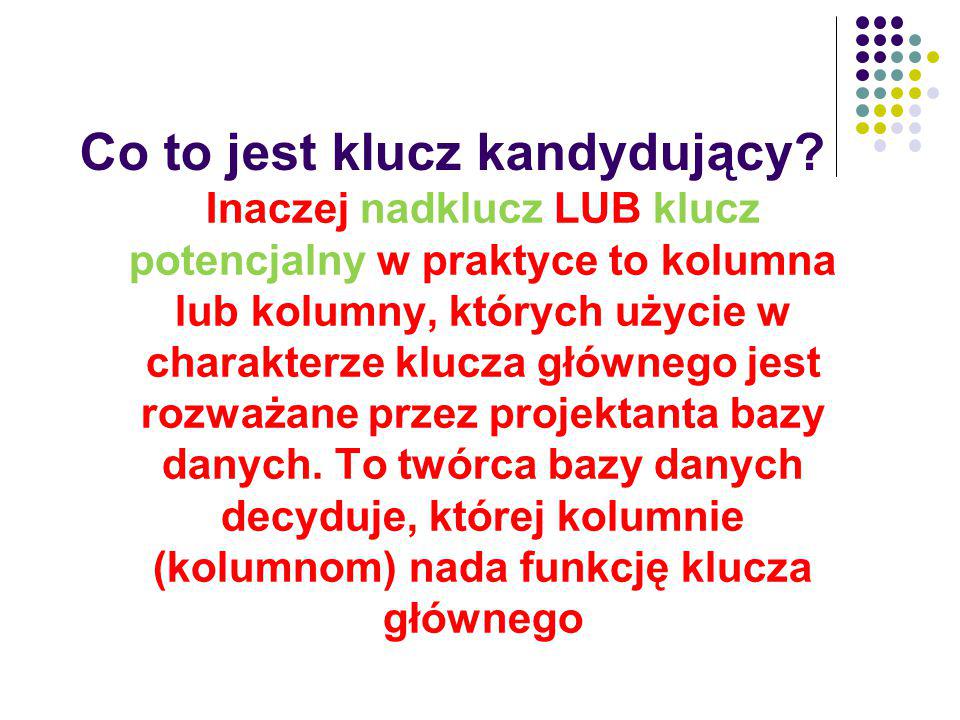 Co to jest klucz kandydujący?
Inaczej nadklucz LUB klucz
potencjalny w praktyce to kolumna
lub kolumny, których użycie w
charakterze klucza głównego jest
rozważane przez projektanta bazy
danych. To twórca bazy danych
decyduje, której kolumnie
(kolumnom) nada funkcję klucza
głównego